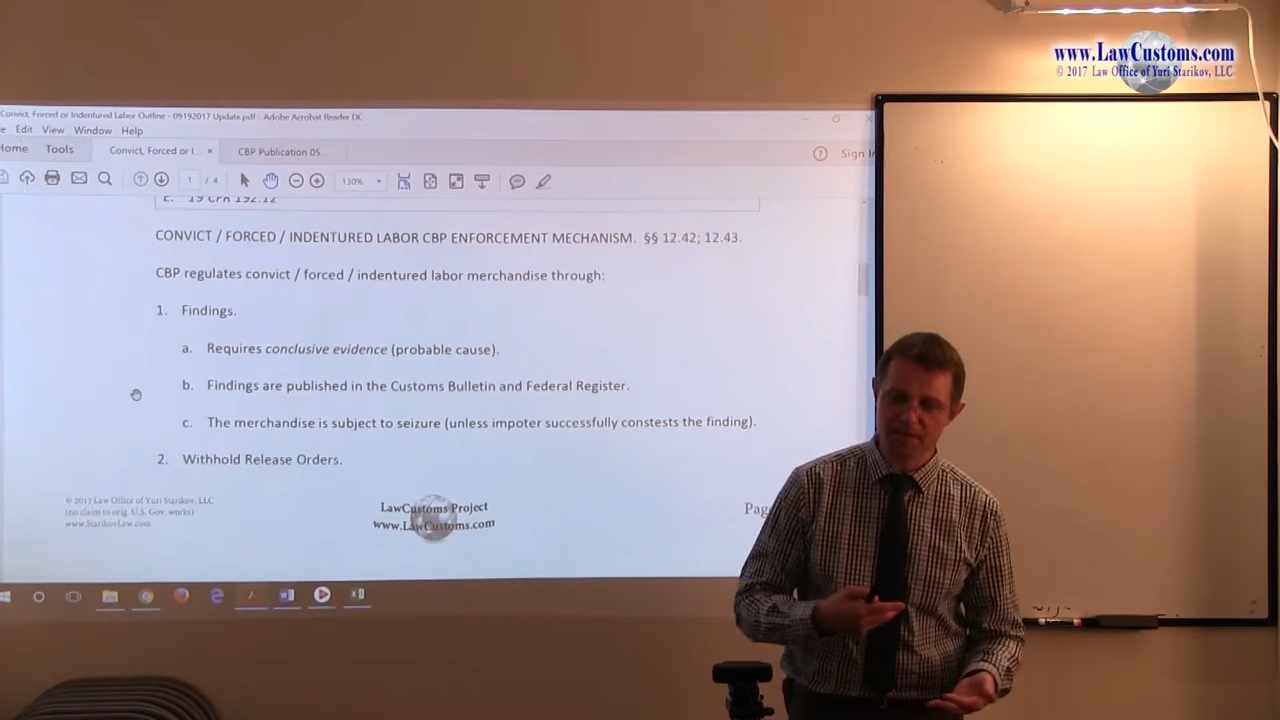 www.LawCustoms.com
© 2017 Law Office of Yuri Starikov, LLC
Convict, Forced or Indentured Labor Outline - 09192017 Update.pdf - Adobe Acrobat Reader DC
Edit View Window Help
Home Tools Convict, Forced or I... × CBP Publication 05... Sign In
1 / 4 130%
E. 19 CFR 152.12
CONVICT / FORCED / INDENTURED LABOR CBP ENFORCEMENT MECHANISM. §§ 12.42; 12.43.
CBP regulates convict / forced / indentured labor merchandise through:
1. Findings.
a. Requires conclusive evidence (probable cause).
b. Findings are published in the Customs Bulletin and Federal Register.
c. The merchandise is subject to seizure (unless impoter successfully constests the finding).
2. Withhold Release Orders.
© 2017 Law Office of Yuri Starikov, LLC
(no claim to orig. U.S. Gov. works)
www.StarikovLaw.com
LawCustoms Project
www.LawCustoms.com